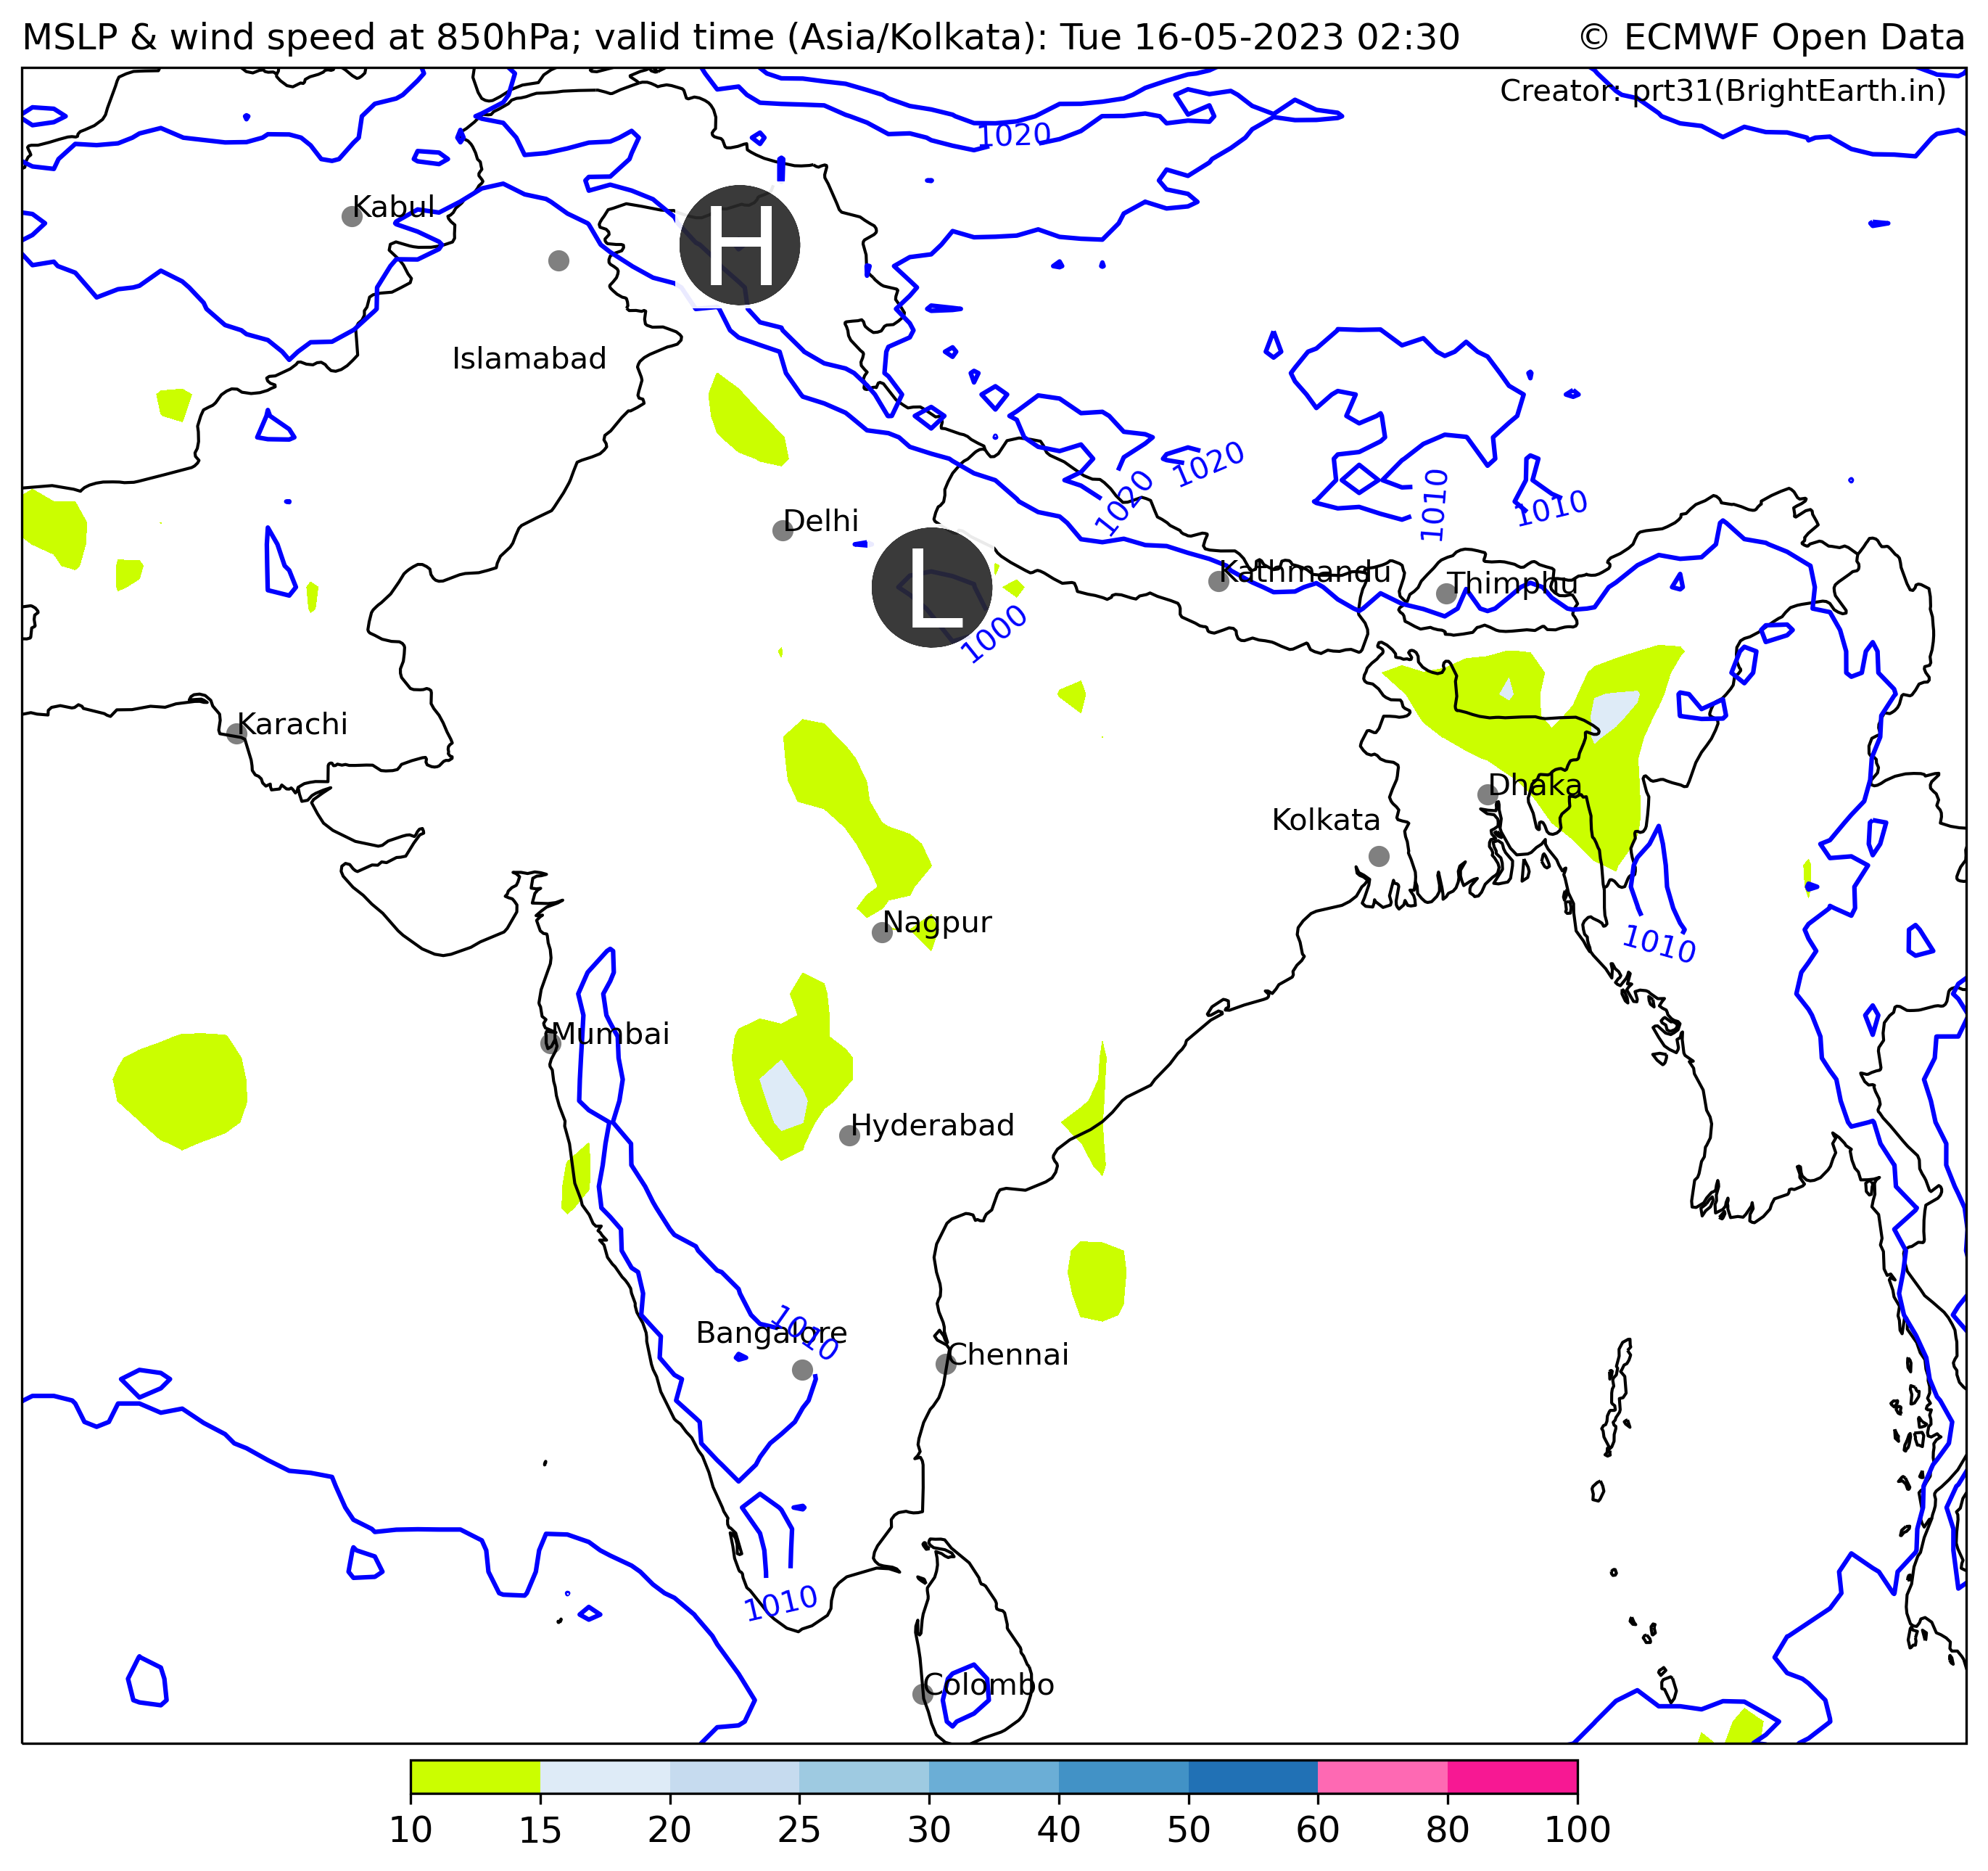 MSLP & wind speed at 850hPa; valid time (Asia/Kolkata): Tue 16-05-2023 02:30
© ECMWF Open Data
Creator: prt31(BrightEarth.in)
1020
Kabul
H
Islamabad
1020
1020
1010
1010
Delhi
L
1000
Kathmandu
Thimphu
Karachi
Dhaka
Kolkata
Nagpur
1010
Mumbai
Hyderabad
1010
Bangalore
Chennai
1010
Colombo
10 15 20 25 30 40 50 60 80 100